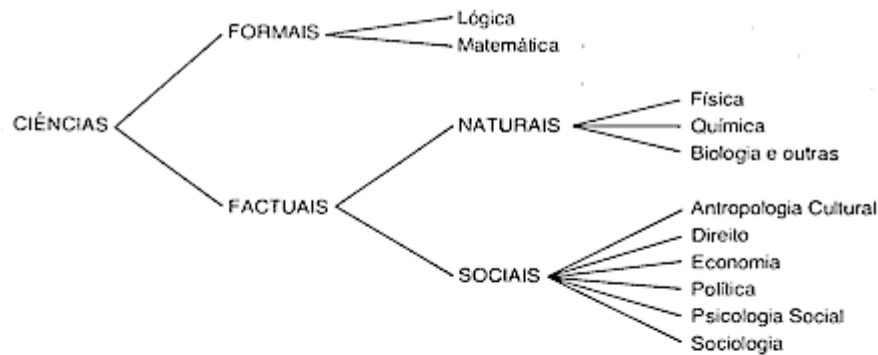 CIÊNCIAS
FORMAIS
Lógica
Matemática
FACTUAIS
NATURAIS
Física
Química
Biologia e outras
SOCIAIS
Antropologia Cultural
Direito
Economia
Política
Psicologia Social
Sociologia